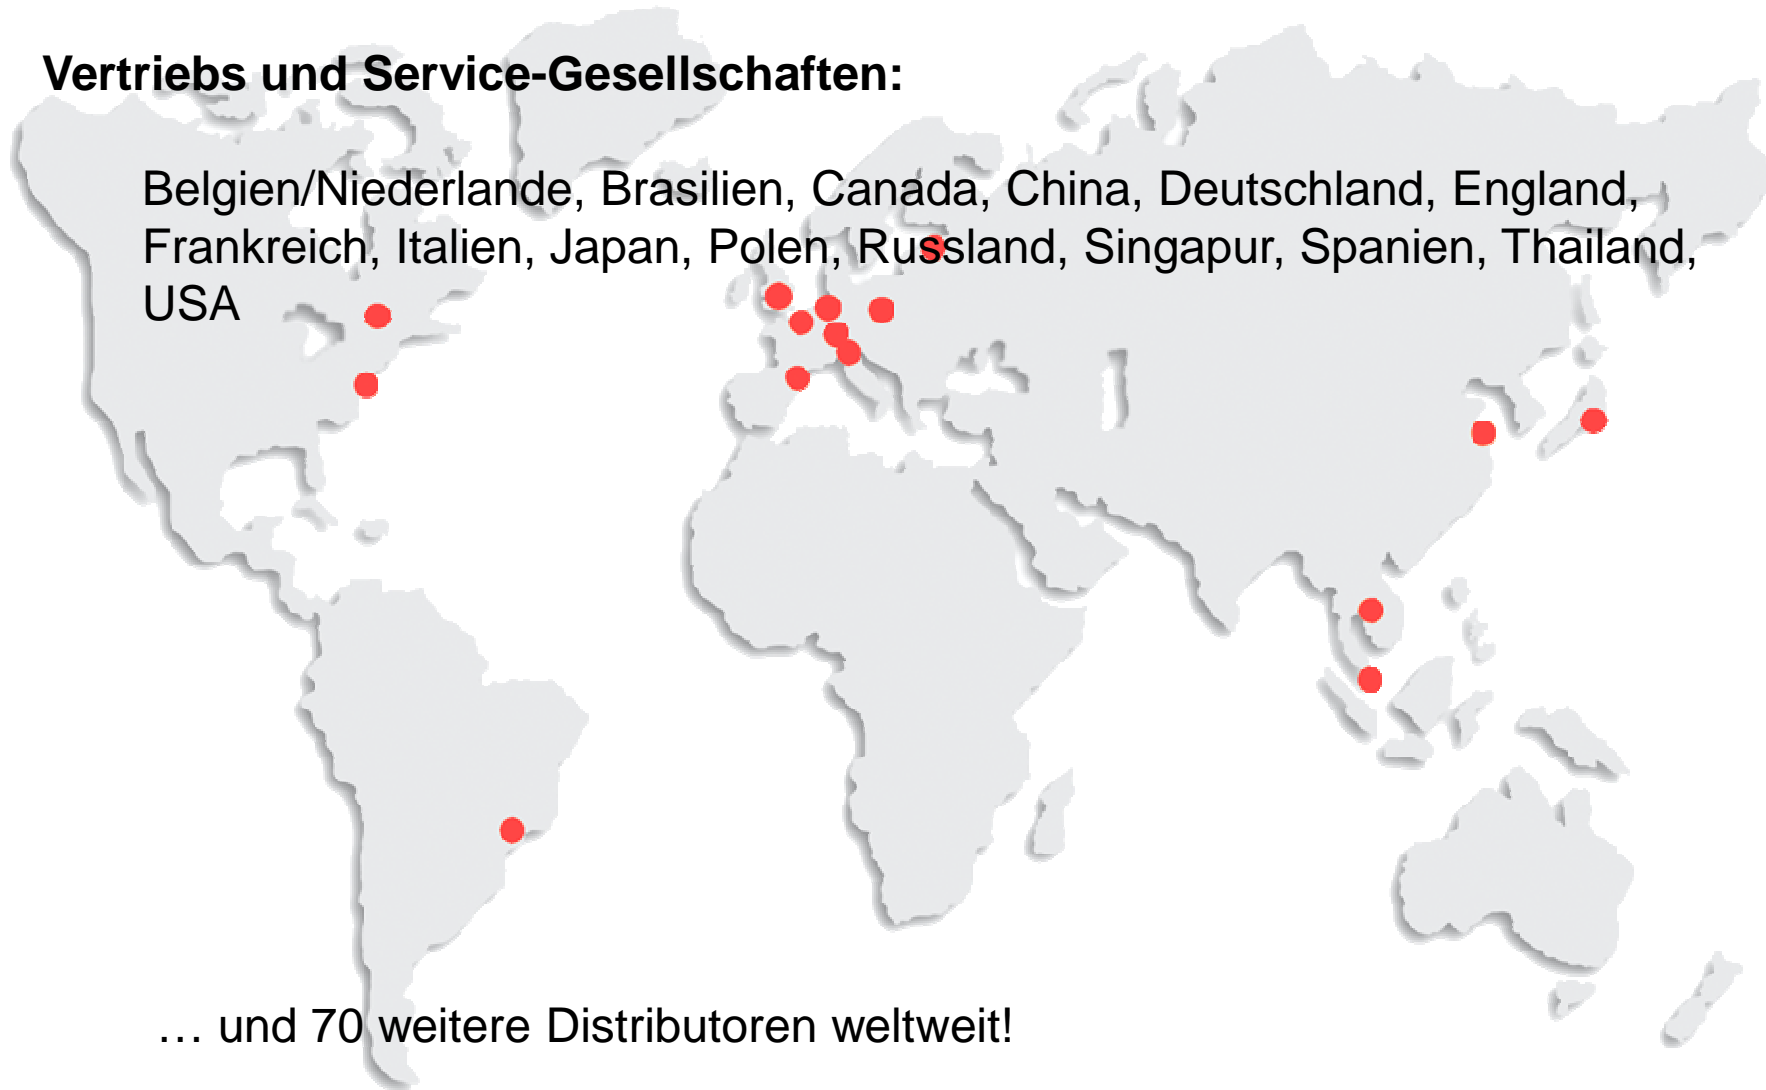 Vertriebs und Service-Gesellschaften:
Belgien/Niederlande, Brasilien, Canada, China, Deutschland, England,
Frankreich, Italien, Japan, Polen, Russland, Singapur, Spanien, Thailand,
USA
… und 70 weitere Distributoren weltweit!